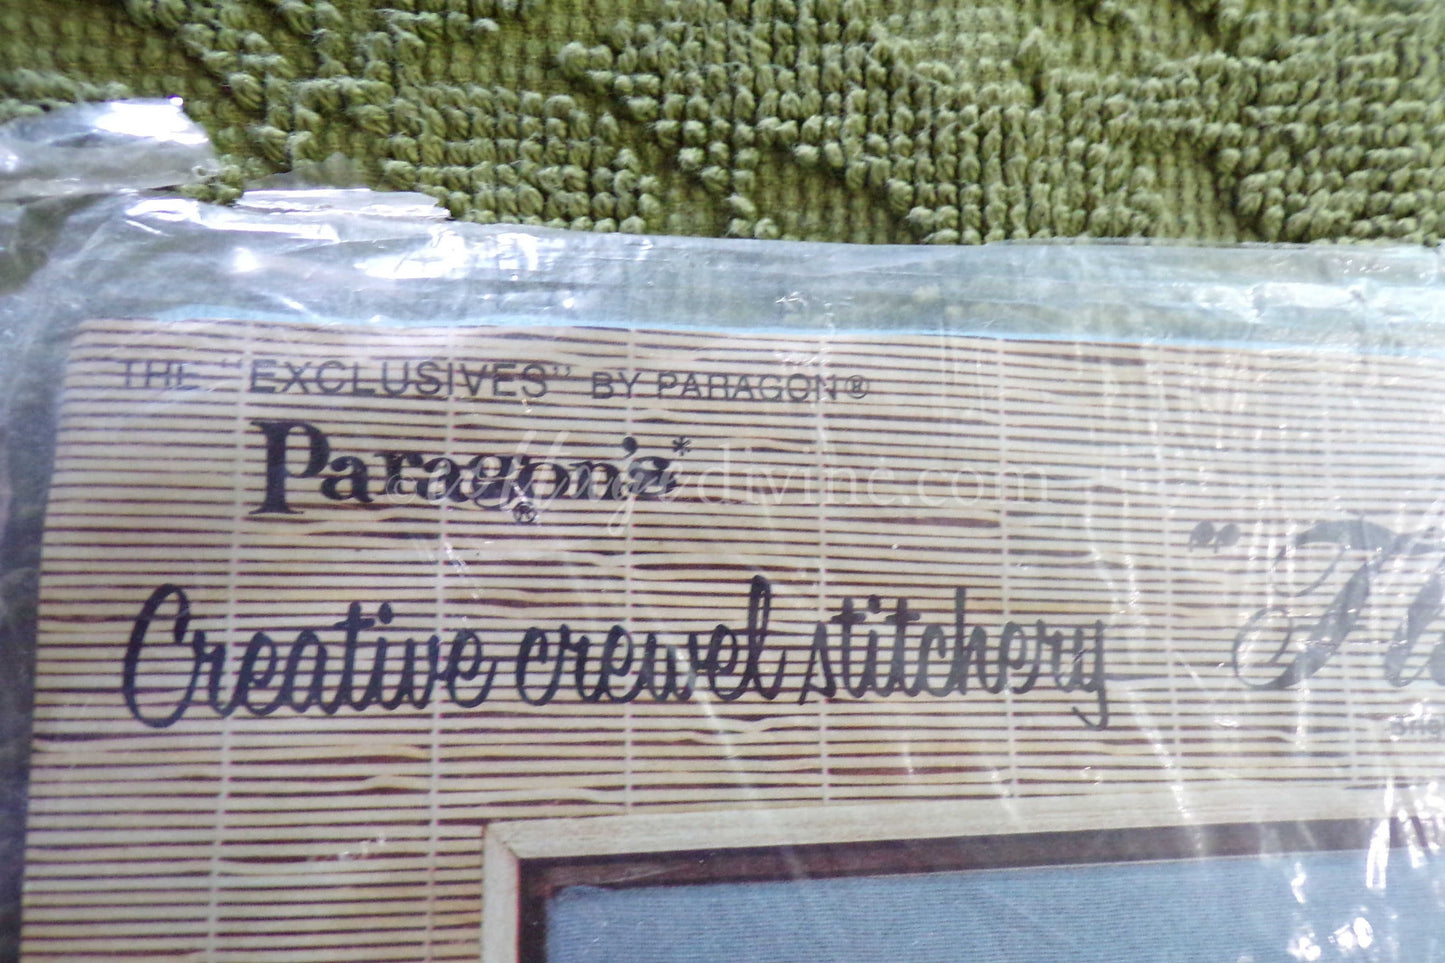 THE "EXCLUSIVES" BY PARAGON®
Paragon's*
®
Creative crewel stitchery